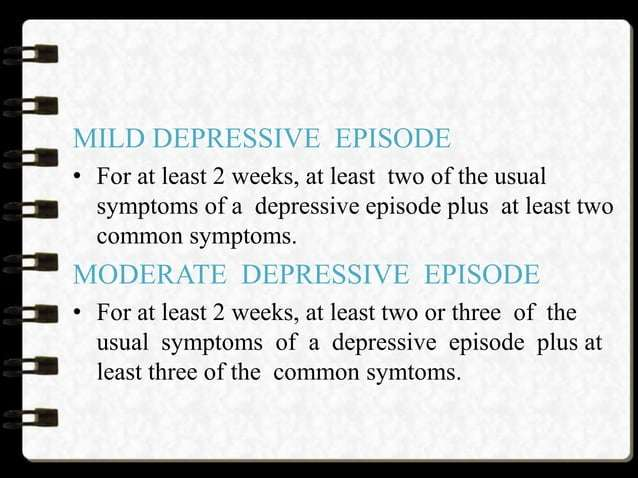 MILD DEPRESSIVE EPISODE
• For at least 2 weeks, at least two of the usual
symptoms of a depressive episode plus at least two
common symptoms.
MODERATE DEPRESSIVE EPISODE
• For at least 2 weeks, at least two or three of the
usual symptoms of a depressive episode plus at
least three of the common symtoms.